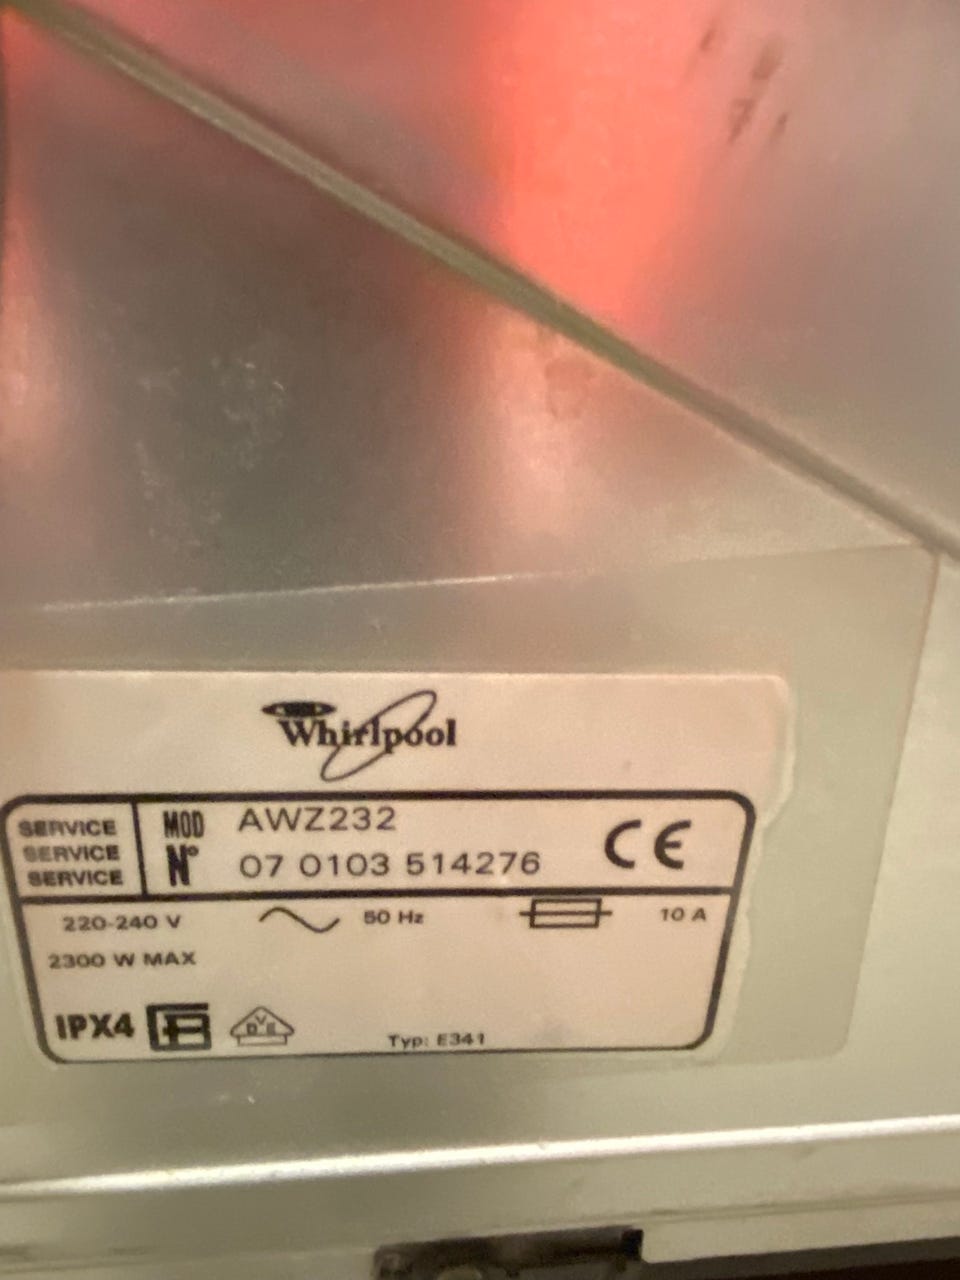 Whirlpool
SERVICE
SERVICE
SERVICE
MOD AWZ232
N° 07 0103 514276
CE
220-240 V 50 Hz 10 A
2300 W MAX
IPX4
DVE
Typ: E341